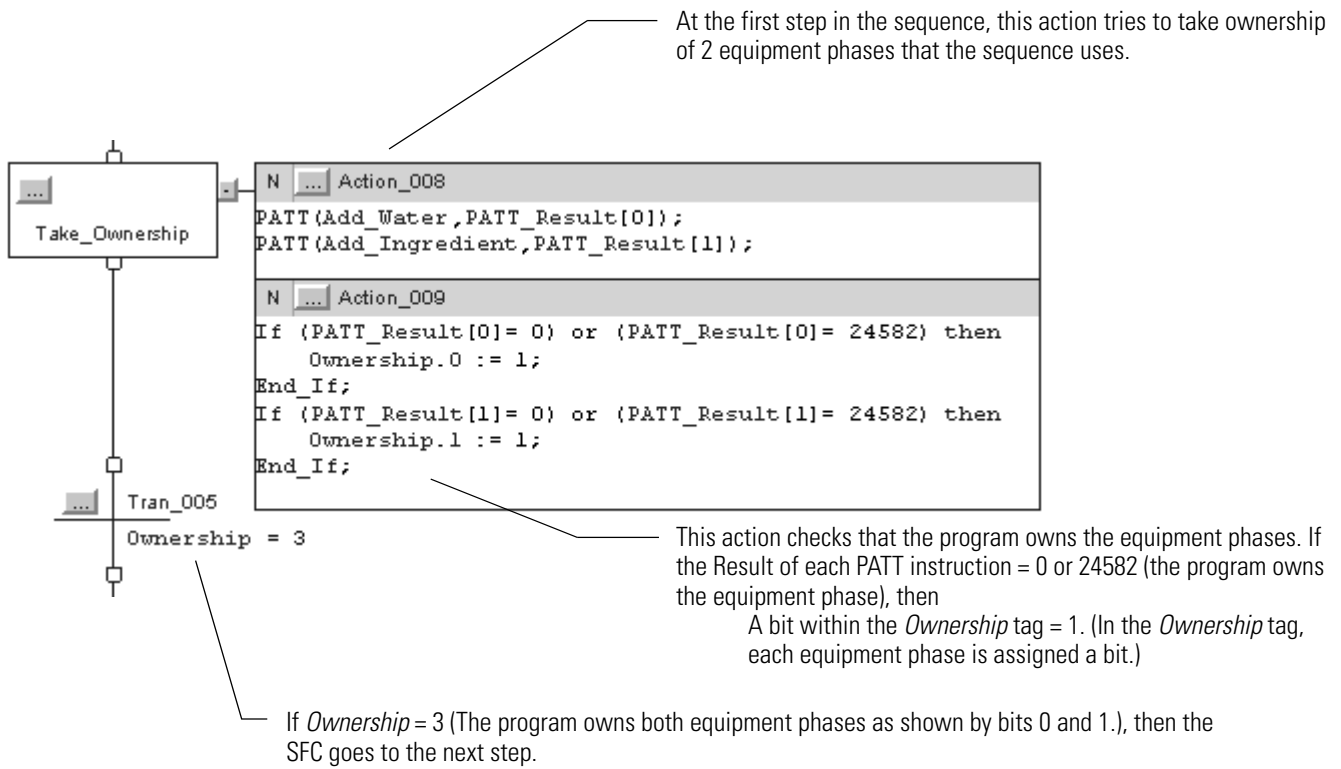 At the first step in the sequence, this action tries to take ownership
of 2 equipment phases that the sequence uses.
...
Take_Ownership
-
N ... Action_008
PATT(Add_Water,PATT_Result[0]);
PATT(Add_Ingredient,PATT_Result[1]);
N ... Action_009
If (PATT_Result[0]= 0) or (PATT_Result[0]= 24582) then
Ownership.0 := 1;
End_If;
If (PATT_Result[1]= 0) or (PATT_Result[1]= 24582) then
Ownership.1 := 1;
End_If;
... Tran_005
Ownership = 3
This action checks that the program owns the equipment phases. If
the Result of each PATT instruction = 0 or 24582 (the program owns
the equipment phase), then
A bit within the Ownership tag = 1. (In the Ownership tag,
each equipment phase is assigned a bit.)
If Ownership = 3 (The program owns both equipment phases as shown by bits 0 and 1.), then the
SFC goes to the next step.